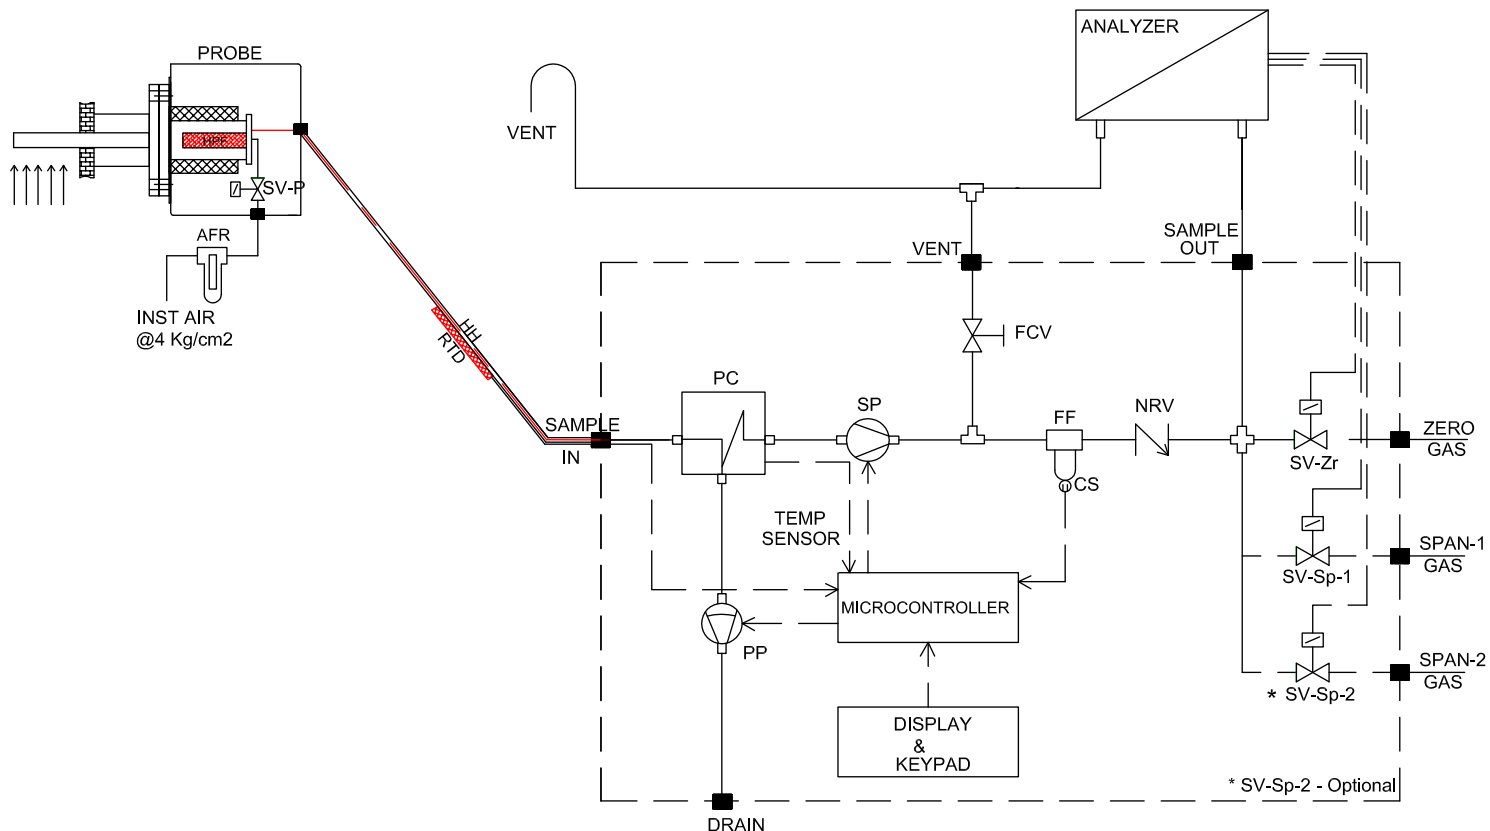 ANALYZER
PROBE
VENT
HPF
SV-P
AFR
INST AIR
@4 Kg/cm2
HH
RTD
VENT
SAMPLE
OUT
FCV
PC
SP
FF
NRV
SAMPLE
IN
ZERO
GAS
SV-Zr
CS
TEMP
SENSOR
SPAN-1
GAS
SV-Sp-1
MICROCONTROLLER
PP
SPAN-2
GAS
* SV-Sp-2
DISPLAY
&
KEYPAD
* SV-Sp-2 - Optional
DRAIN